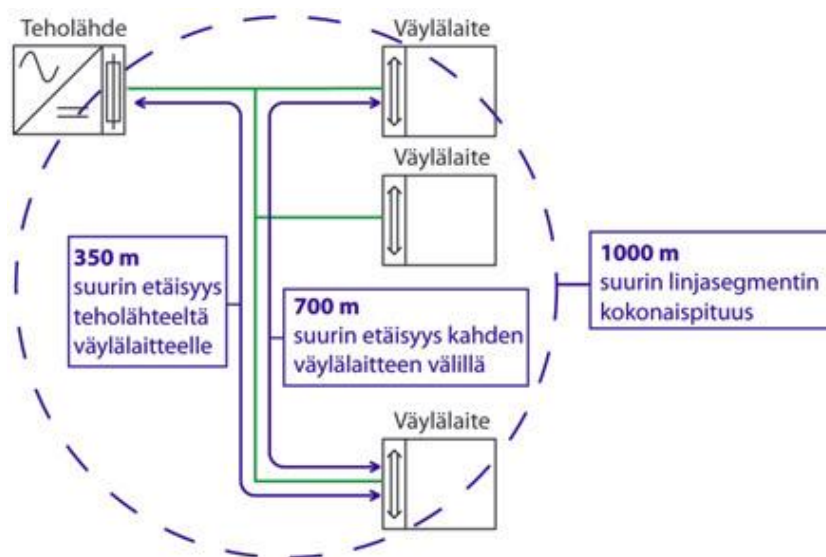 Teholähde
Väylälaite
Väylälaite
350 m
suurin etäisyys
teholähteeltä
väylälaitteelle
700 m
suurin etäisyys kahden
väylälaitteen välillä
1000 m
suurin linjasegmentin
kokonaispituus
Väylälaite